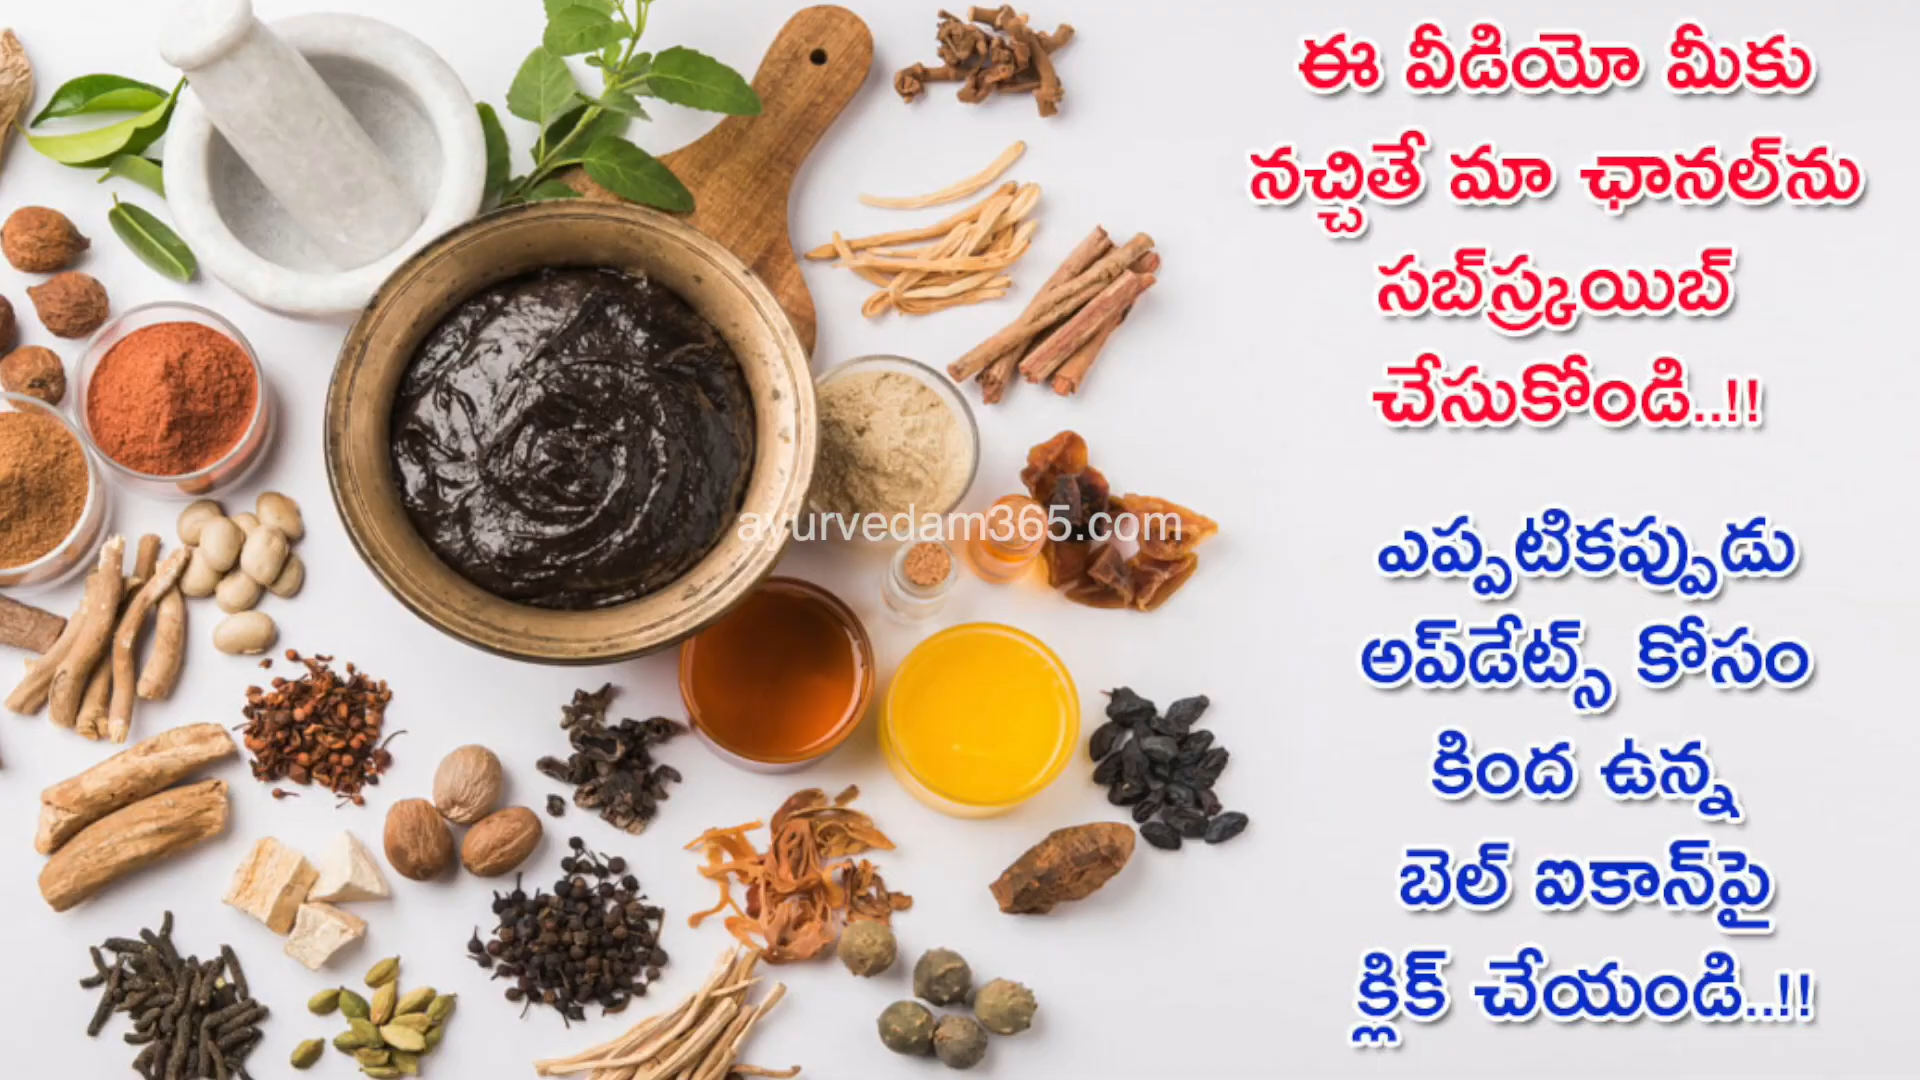 ఈ వీడియో మీకు
నచ్చితే మా ఛానల్‌ను
సబ్‌స్క్రయిబ్
చేసుకోండి..!!
ayurvedam365.com
ఎప్పటికప్పుడు
అప్‌డేట్స్ కోసం
కింద ఉన్న
బెల్ ఐకాన్‌పై
క్లిక్ చేయండి..!!